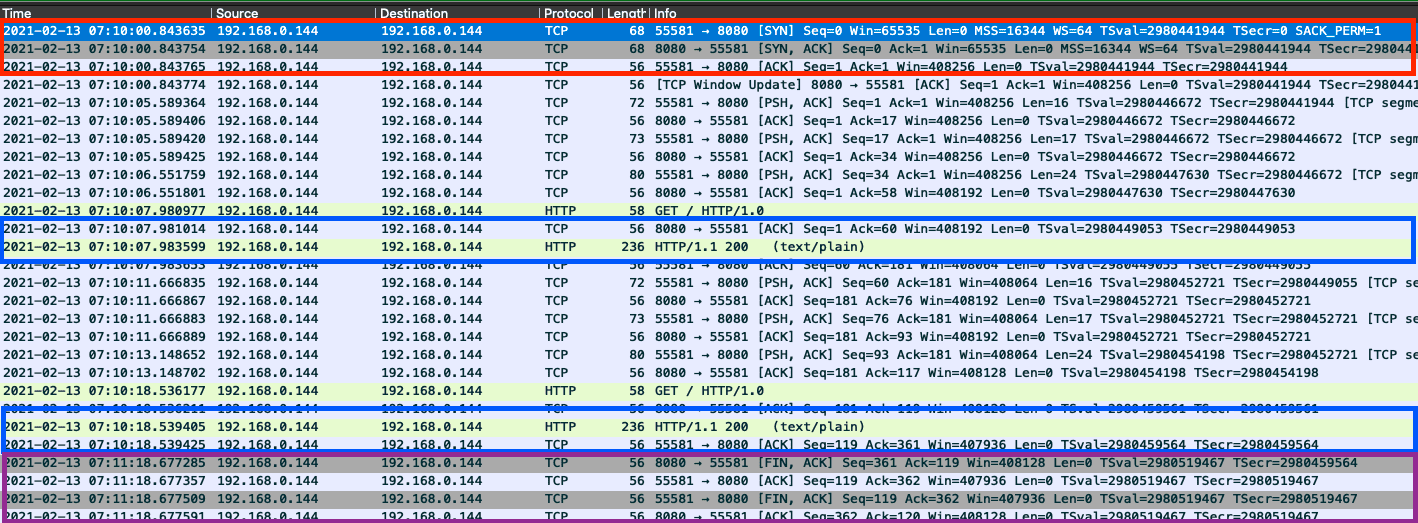 Time Source Destination Protocol Length Info
2021-02-13 07:10:00.843635 192.168.0.144 192.168.0.144 TCP 68 55581 → 8080 [SYN] Seq=0 Win=65535 Len=0 MSS=16344 WS=64 TSval=2980441944 TSecr=0 SACK_PERM=1
2021-02-13 07:10:00.843754 192.168.0.144 192.168.0.144 TCP 68 8080 → 55581 [SYN, ACK] Seq=0 Ack=1 Win=65535 Len=0 MSS=16344 WS=64 TSval=2980441944 TSecr=298044
2021-02-13 07:10:00.843765 192.168.0.144 192.168.0.144 TCP 56 55581 → 8080 [ACK] Seq=1 Ack=1 Win=408256 Len=0 TSval=2980441944 TSecr=2980441944
2021-02-13 07:10:00.843774 192.168.0.144 192.168.0.144 TCP 56 [TCP Window Update] 8080 → 55581 [ACK] Seq=1 Ack=1 Win=408256 Len=0 TSval=2980441944 TSecr=298044
2021-02-13 07:10:05.589364 192.168.0.144 192.168.0.144 TCP 72 55581 → 8080 [PSH, ACK] Seq=1 Ack=1 Win=408256 Len=16 TSval=2980446672 TSecr=2980441944 [TCP segm
2021-02-13 07:10:05.589406 192.168.0.144 192.168.0.144 TCP 56 8080 → 55581 [ACK] Seq=1 Ack=17 Win=408256 Len=0 TSval=2980446672 TSecr=2980446672
2021-02-13 07:10:05.589420 192.168.0.144 192.168.0.144 TCP 73 55581 → 8080 [PSH, ACK] Seq=17 Ack=1 Win=408256 Len=17 TSval=2980446672 TSecr=2980446672 [TCP seg
2021-02-13 07:10:05.589425 192.168.0.144 192.168.0.144 TCP 56 8080 → 55581 [ACK] Seq=1 Ack=34 Win=408256 Len=0 TSval=2980446672 TSecr=2980446672
2021-02-13 07:10:06.551759 192.168.0.144 192.168.0.144 TCP 80 55581 → 8080 [PSH, ACK] Seq=34 Ack=1 Win=408256 Len=24 TSval=2980447630 TSecr=2980446672 [TCP seg
2021-02-13 07:10:06.551801 192.168.0.144 192.168.0.144 TCP 56 8080 → 55581 [ACK] Seq=1 Ack=58 Win=408192 Len=0 TSval=2980447630 TSecr=2980447630
2021-02-13 07:10:07.980977 192.168.0.144 192.168.0.144 HTTP 58 GET / HTTP/1.0
2021-02-13 07:10:07.981014 192.168.0.144 192.168.0.144 TCP 56 8080 → 55581 [ACK] Seq=1 Ack=60 Win=408192 Len=0 TSval=2980449053 TSecr=2980449053
2021-02-13 07:10:07.983599 192.168.0.144 192.168.0.144 HTTP 236 HTTP/1.1 200 (text/plain)
2021-02-13 07:10:07.983653 192.168.0.144 192.168.0.144 TCP 56 55581 → 8080 [ACK] Seq=60 Ack=181 Win=408064 Len=0 TSval=2980449055 TSecr=2980449055
2021-02-13 07:10:11.666835 192.168.0.144 192.168.0.144 TCP 72 55581 → 8080 [PSH, ACK] Seq=60 Ack=181 Win=408064 Len=16 TSval=2980452721 TSecr=2980449055 [TCP se
2021-02-13 07:10:11.666867 192.168.0.144 192.168.0.144 TCP 56 8080 → 55581 [ACK] Seq=181 Ack=76 Win=408192 Len=0 TSval=2980452721 TSecr=2980452721
2021-02-13 07:10:11.666883 192.168.0.144 192.168.0.144 TCP 73 55581 → 8080 [PSH, ACK] Seq=76 Ack=181 Win=408064 Len=17 TSval=2980452721 TSecr=2980452721 [TCP se
2021-02-13 07:10:11.666889 192.168.0.144 192.168.0.144 TCP 56 8080 → 55581 [ACK] Seq=181 Ack=93 Win=408192 Len=0 TSval=2980452721 TSecr=2980452721
2021-02-13 07:10:13.148652 192.168.0.144 192.168.0.144 TCP 80 55581 → 8080 [PSH, ACK] Seq=93 Ack=181 Win=408064 Len=24 TSval=2980454198 TSecr=2980452721 [TCP se
2021-02-13 07:10:13.148702 192.168.0.144 192.168.0.144 TCP 56 8080 → 55581 [ACK] Seq=181 Ack=117 Win=408128 Len=0 TSval=2980454198 TSecr=2980454198
2021-02-13 07:10:18.536177 192.168.0.144 192.168.0.144 HTTP 58 GET / HTTP/1.0
2021-02-13 07:10:18.536211 192.168.0.144 192.168.0.144 TCP 56 8080 → 55581 [ACK] Seq=181 Ack=119 Win=408128 Len=0 TSval=2980459561 TSecr=2980459561
2021-02-13 07:10:18.539405 192.168.0.144 192.168.0.144 HTTP 236 HTTP/1.1 200 (text/plain)
2021-02-13 07:10:18.539425 192.168.0.144 192.168.0.144 TCP 56 55581 → 8080 [ACK] Seq=119 Ack=361 Win=407936 Len=0 TSval=2980459564 TSecr=2980459564
2021-02-13 07:11:18.677285 192.168.0.144 192.168.0.144 TCP 56 8080 → 55581 [FIN, ACK] Seq=361 Ack=119 Win=408128 Len=0 TSval=2980519467 TSecr=2980459564
2021-02-13 07:11:18.677357 192.168.0.144 192.168.0.144 TCP 56 55581 → 8080 [ACK] Seq=119 Ack=362 Win=407936 Len=0 TSval=2980519467 TSecr=2980519467
2021-02-13 07:11:18.677509 192.168.0.144 192.168.0.144 TCP 56 55581 → 8080 [FIN, ACK] Seq=119 Ack=362 Win=407936 Len=0 TSval=2980519467 TSecr=2980519467
2021-02-13 07:11:18.677591 192.168.0.144 192.168.0.144 TCP 56 8080 → 55581 [ACK] Seq=362 Ack=120 Win=408128 Len=0 TSval=2980519467 TSecr=2980519467